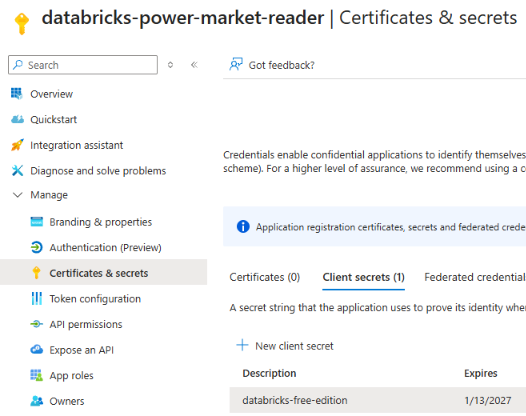 databricks-power-market-reader | Certificates & secrets
Search
Got feedback?
Overview
Quickstart
Integration assistant
Diagnose and solve problems
Manage
Branding & properties
Authentication (Preview)
Certificates & secrets
Token configuration
API permissions
Expose an API
App roles
Owners
Credentials enable confidential applications to identify themselves
scheme). For a higher level of assurance, we recommend using a c
Application registration certificates, secrets and federated crede
Certificates (0) Client secrets (1) Federated credential
A secret string that the application uses to prove its identity whe
New client secret
Description Expires
databricks-free-edition 1/13/2027